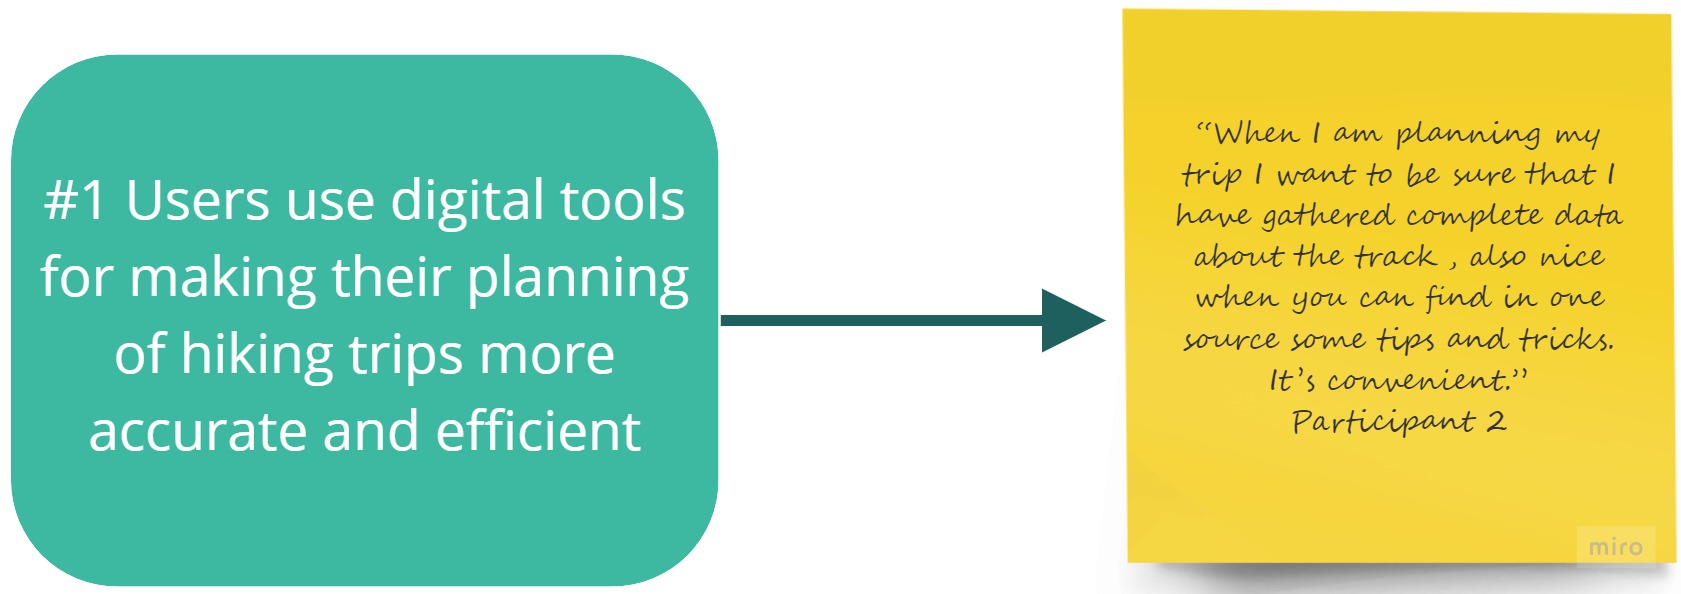 #1 Users use digital tools
for making their planning
of hiking trips more
accurate and efficient
“When I am planning my
trip I want to be sure that I
have gathered complete data
about the track , also nice
when you can find in one
source some tips and tricks.
It’s convenient.”
Participant 2
miro